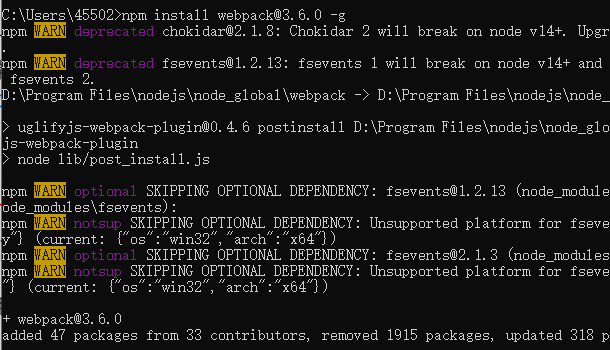 C:\Users\45502>npm install webpack@3.6.0 -g
npm WARN deprecated chokidar@2.1.8: Chokidar 2 will break on node v14+. Upgr
.
npm WARN deprecated fsevents@1.2.13: fsevents 1 will break on node v14+ and
 fsevents 2.
D:\Program Files\nodejs\node_global\webpack -> D:\Program Files\nodejs\node_
> uglifyjs-webpack-plugin@0.4.6 postinstall D:\Program Files\nodejs\node_glo
js-webpack-plugin
> node lib/post_install.js
npm WARN optional SKIPPING OPTIONAL DEPENDENCY: fsevents@1.2.13 (node_module
ode_modules\fsevents):
npm WARN notsup SKIPPING OPTIONAL DEPENDENCY: Unsupported platform for fseve
y"} (current: {"os":"win32","arch":"x64"})
npm WARN optional SKIPPING OPTIONAL DEPENDENCY: fsevents@2.1.3 (node_modules
npm WARN notsup SKIPPING OPTIONAL DEPENDENCY: Unsupported platform for fseve
"} (current: {"os":"win32","arch":"x64"})
+ webpack@3.6.0
added 47 packages from 33 contributors, removed 1915 packages, updated 318 p